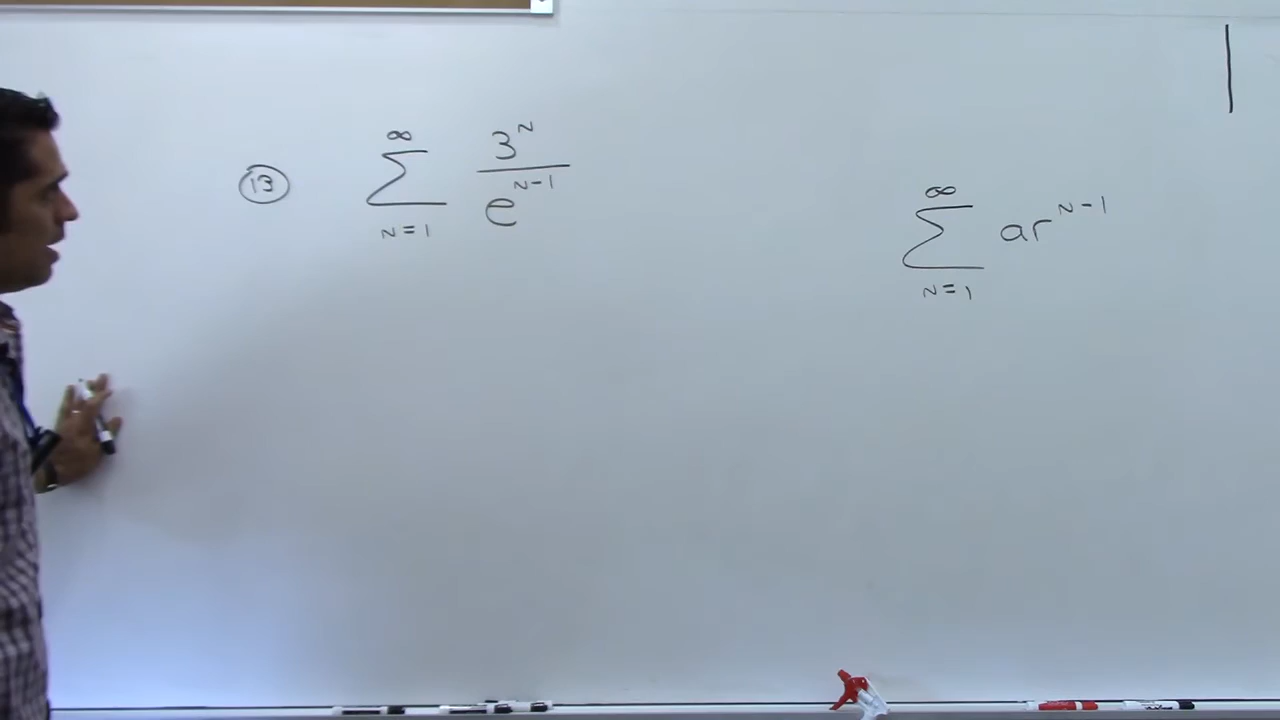 ⑬ ∞ ∑ n=1 3^n / e^(n-1)
∞ ∑ n=1 ar^(n-1)